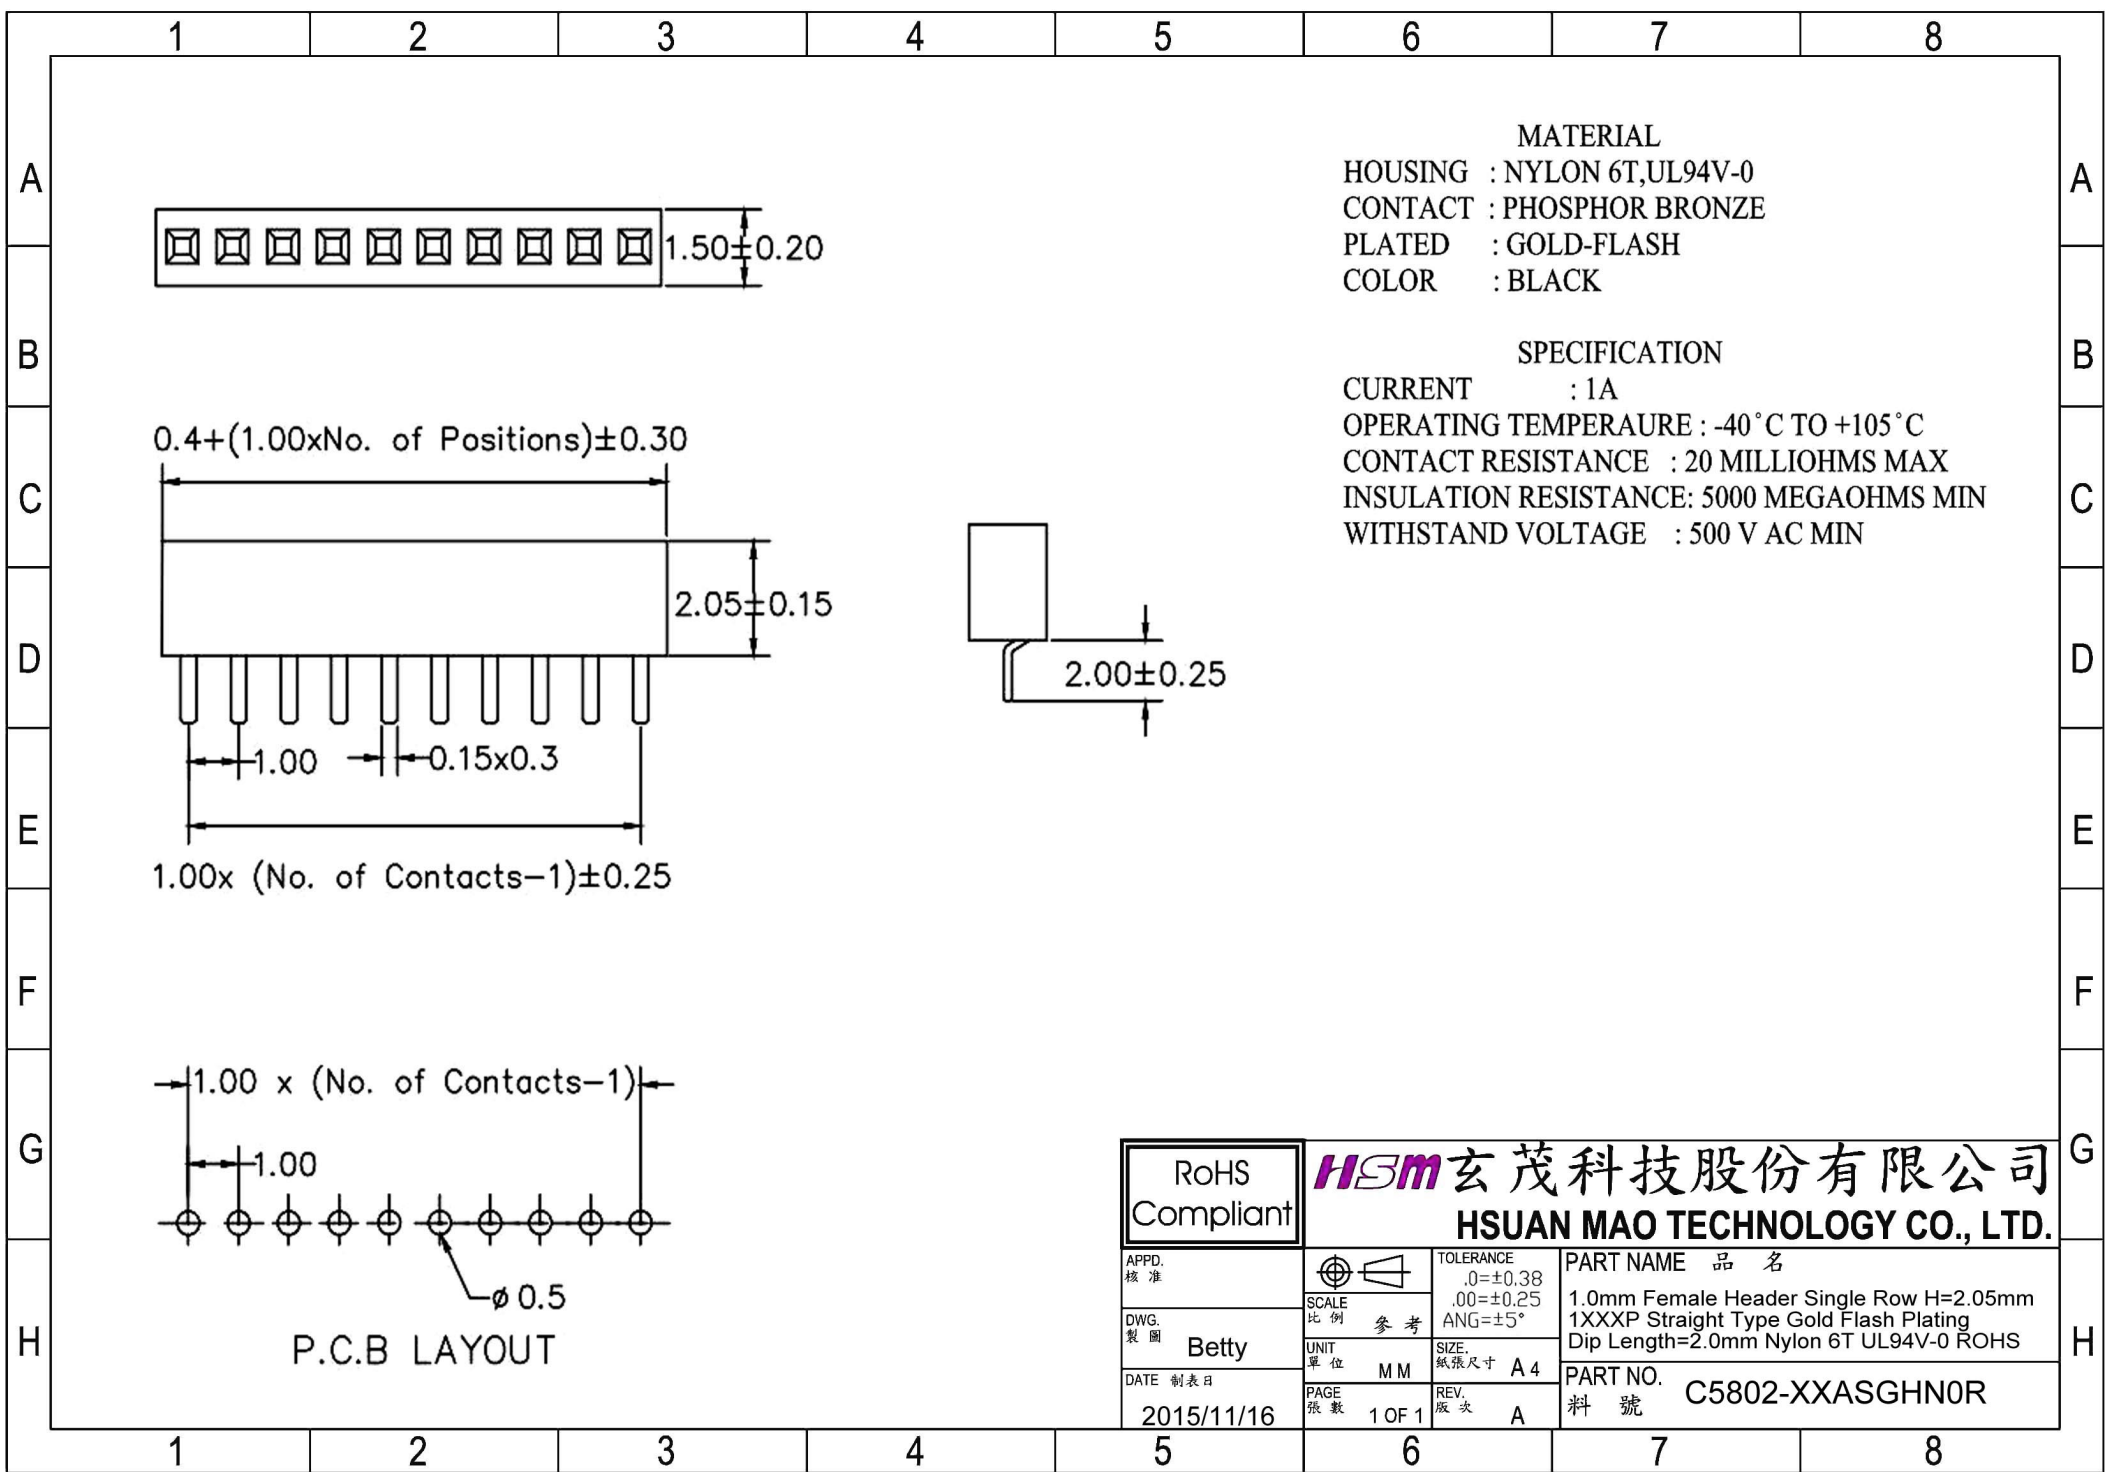 1 2 3 4 5 6 7 8
A A
B B
C C
D D
E E
F F
G G
H H
1.50±0.20
0.4+(1.00xNo. of Positions)±0.30
2.05±0.15
1.00
0.15x0.3
1.00x (No. of Contacts-1)±0.25
2.00±0.25
1.00 x (No. of Contacts-1)
1.00
ø 0.5
P.C.B LAYOUT
MATERIAL
HOUSING : NYLON 6T,UL94V-0
CONTACT : PHOSPHOR BRONZE
PLATED : GOLD-FLASH
COLOR : BLACK
SPECIFICATION
CURRENT : 1A
OPERATING TEMPERAURE : -40°C TO +105°C
CONTACT RESISTANCE : 20 MILLIOHMS MAX
INSULATION RESISTANCE: 5000 MEGAOHMS MIN
WITHSTAND VOLTAGE : 500 V AC MIN
RoHS
Compliant
HSM 玄茂科技股份有限公司
HSUAN MAO TECHNOLOGY CO., LTD.
APPD.
核 准
DWG.
製 圖
Betty
DATE 制表日
2015/11/16
SCALE
比 例 參 考
UNIT
單 位 MM
PAGE
張 數 1 OF 1
TOLERANCE
.0=±0.38
.00=±0.25
ANG=±5°
SIZE.
紙張尺寸 A4
REV.
版 次 A
PART NAME 品 名
1.0mm Female Header Single Row H=2.05mm
1XXXP Straight Type Gold Flash Plating
Dip Length=2.0mm Nylon 6T UL94V-0 ROHS
PART NO.
料 號 C5802-XXASGHN0R
1 2 3 4 5 6 7 8